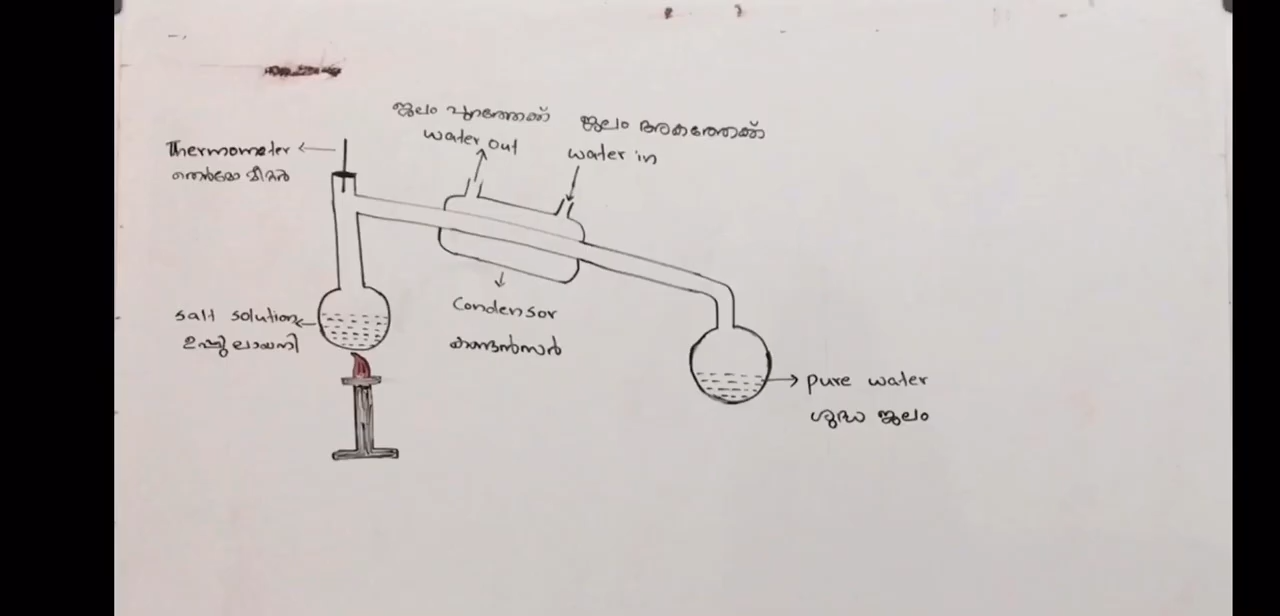 ജലം പുറത്തേക്ക്
water out
ജലം അകത്തേക്ക്
water in
Thermometer
തെർമോമീറ്റർ
salt solution
ഉപ്പുലായനി
Condensor
കണ്ടൻസർ
pure water
ശുദ്ധ ജലം